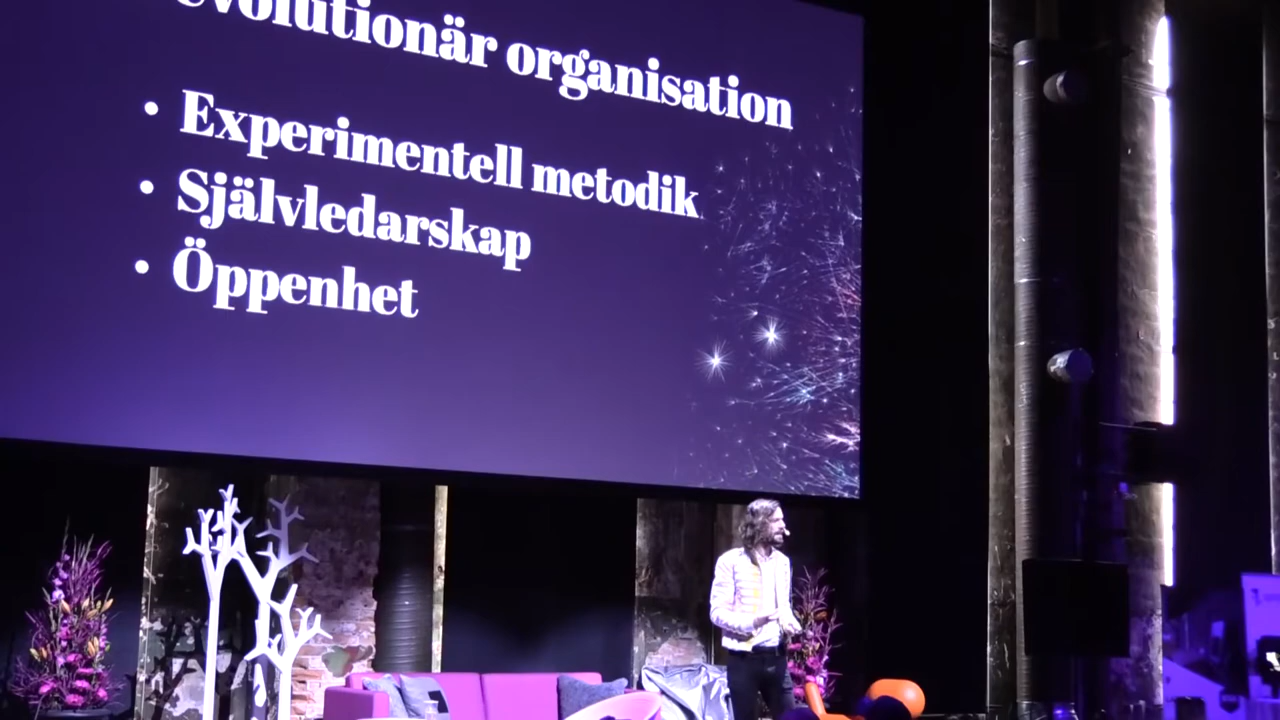 evolutionär organisation
• Experimentell metodik
• Självledarskap
• Öppenhet